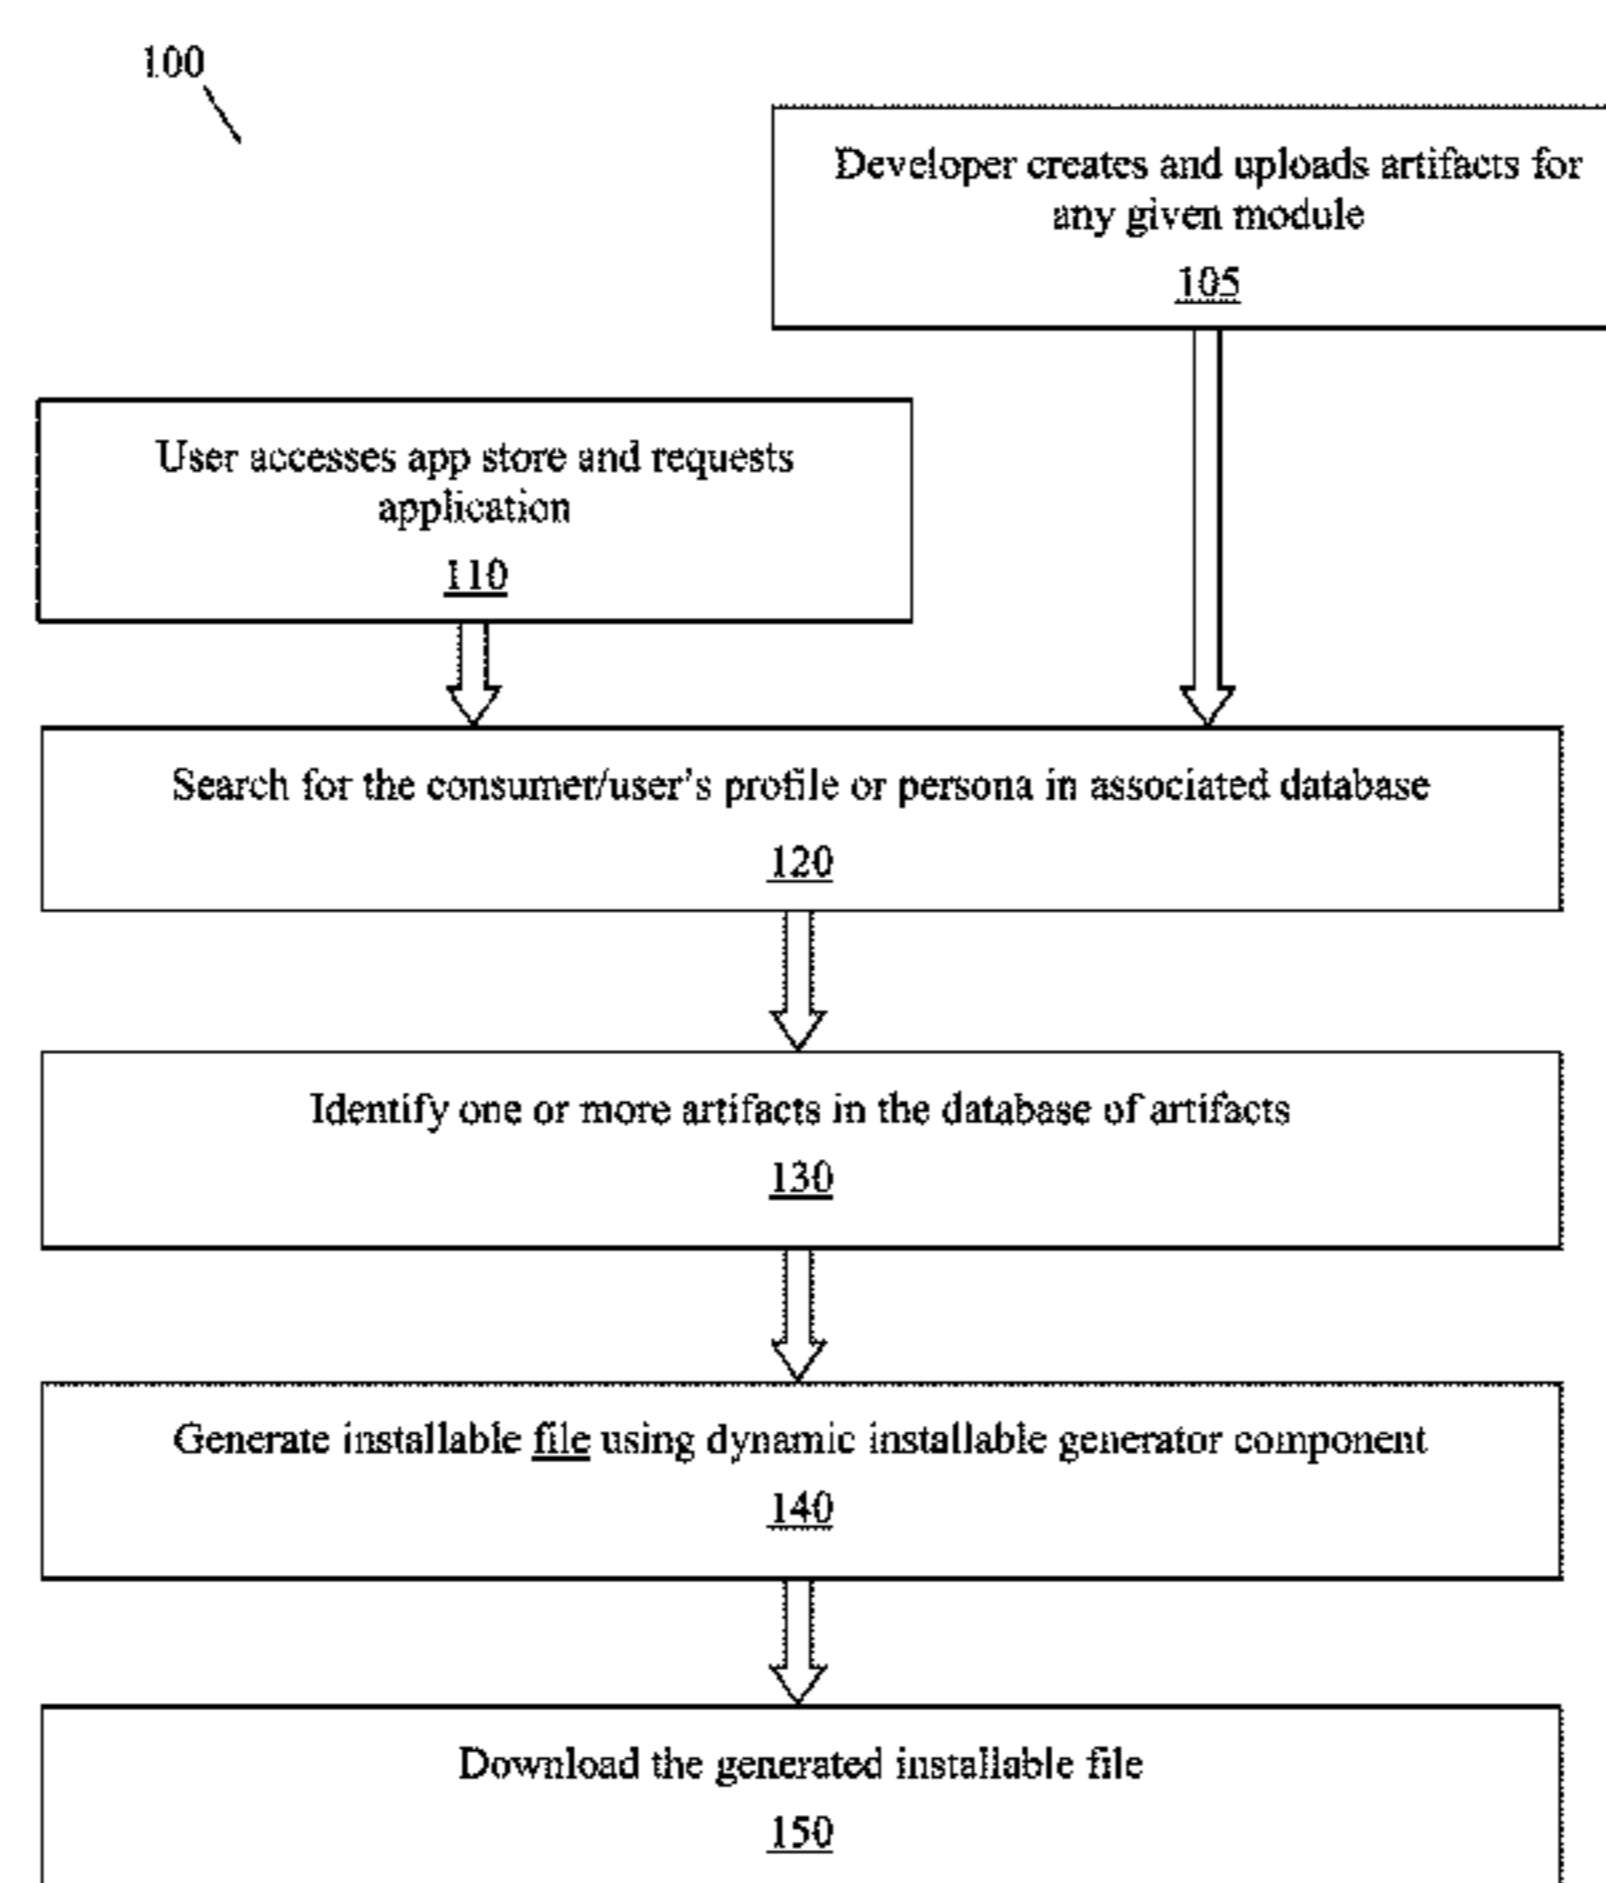 100
Developer creates and uploads artifacts for
any given module
105
User accesses app store and requests
application
110
Search for the consumer/user's profile or persona in associated database
120
Identify one or more artifacts in the database of artifacts
130
Generate installable file using dynamic installable generator component
140
Download the generated installable file
150